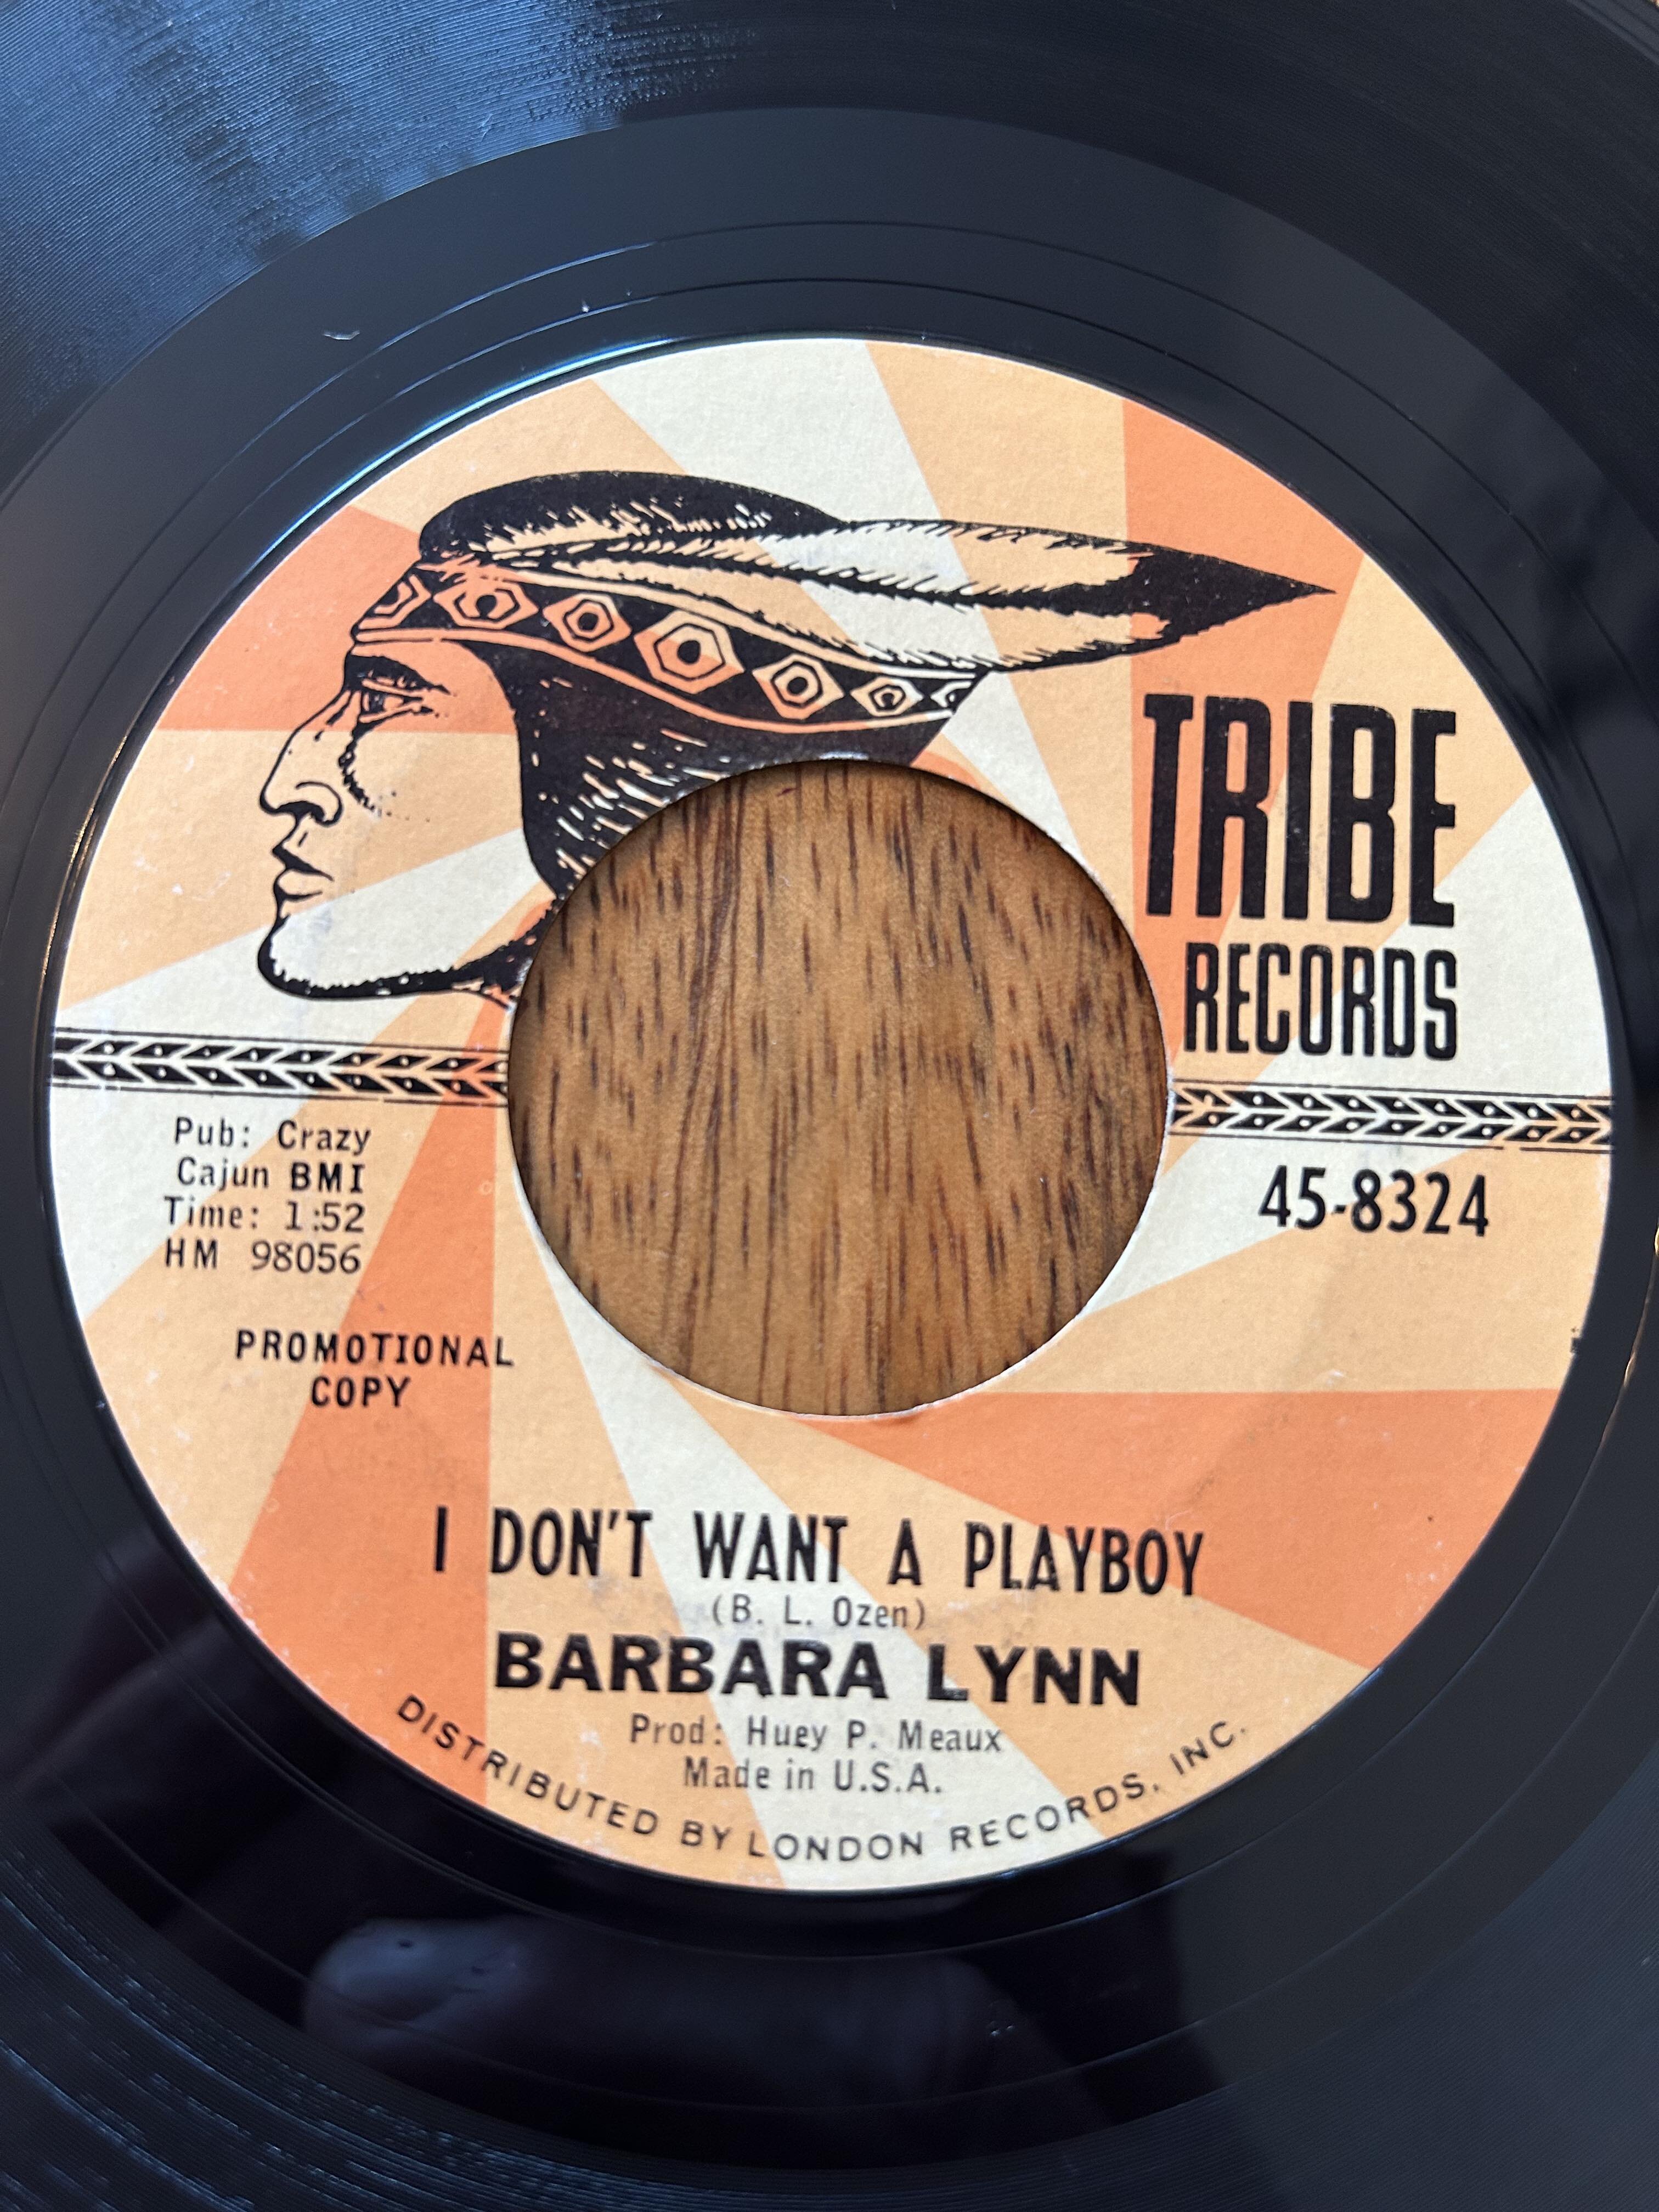 TRIBE
RECORDS
Pub: Crazy
Cajun BMI
Time: 1:52
HM 98056
45-8324
PROMOTIONAL
COPY
I DON'T WANT A PLAYBOY
(B. L. Ozen)
BARBARA LYNN
Prod: Huey P. Meaux
Made in U.S.A.
DISTRIBUTED BY LONDON RECORDS, INC.